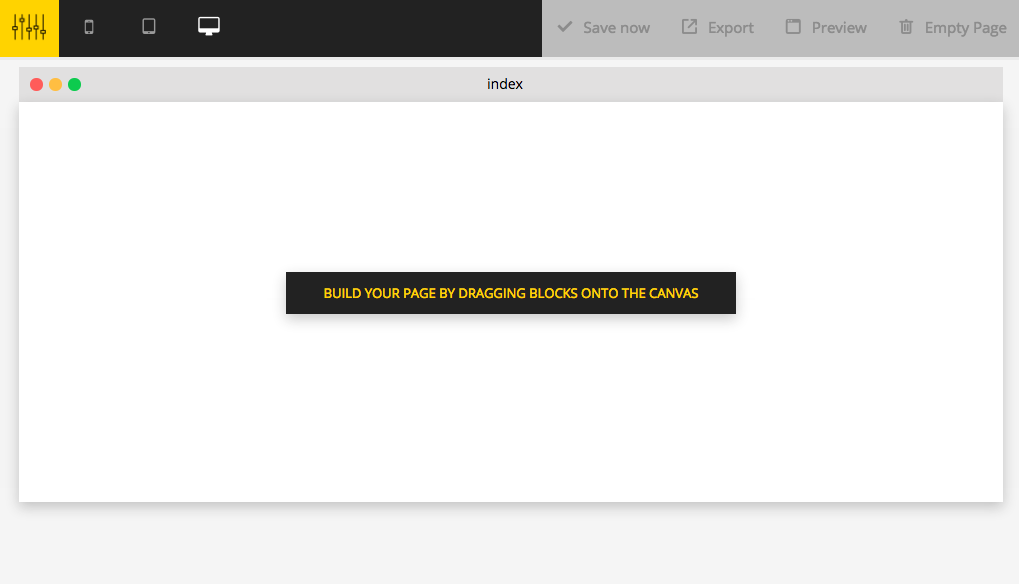 Save now
Export
Preview
Empty Page
index
BUILD YOUR PAGE BY DRAGGING BLOCKS ONTO THE CANVAS